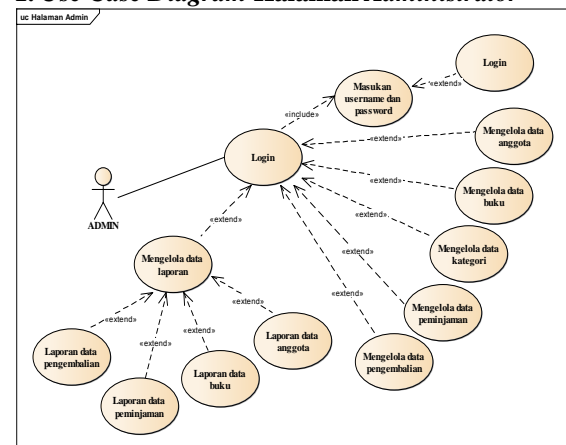 uc Halaman Admin
Login
Masukan
username dan
password
«extend»
«include»
Mengelola data
anggota
«extend»
Login
«extend»
Mengelola data
buku
ADMIN
«extend»
Mengelola data
kategori
«extend»
Mengelola data
laporan
«extend»
«extend»
Mengelola data
peminjaman
«extend»
«extend»
Laporan data
anggota
«extend»
«extend»
Mengelola data
pengembalian
Laporan data
pengembalian
Laporan data
buku
Laporan data
peminjaman